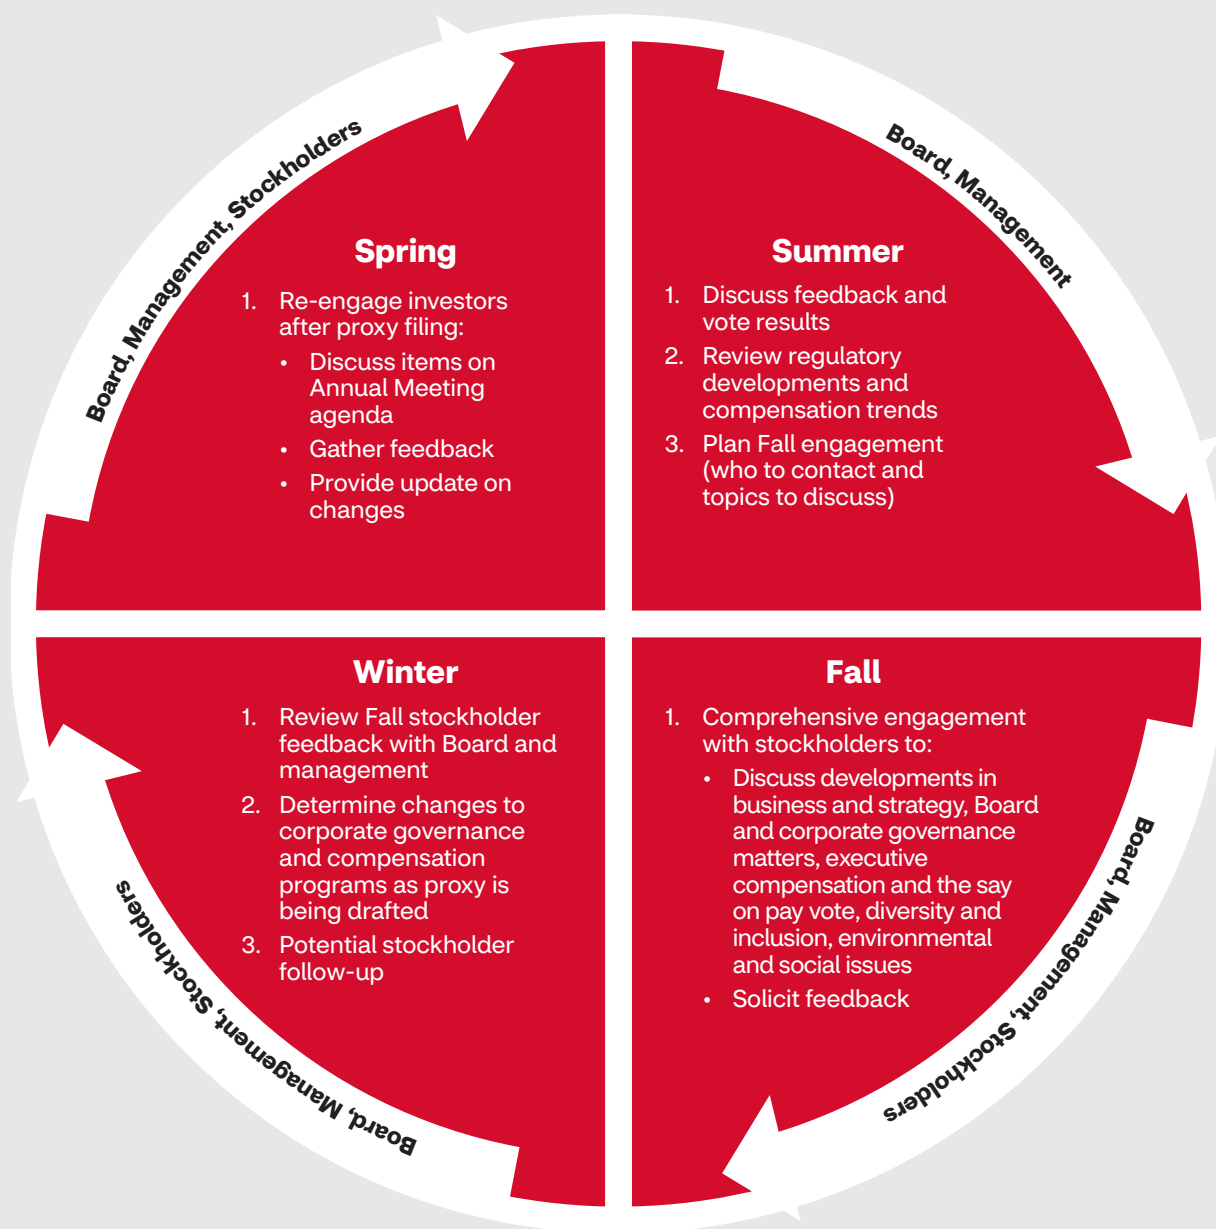 Board, Management, Stockholders
Spring
1. Re-engage investors
after proxy filing:
• Discuss items on
Annual Meeting
agenda
• Gather feedback
• Provide update on
changes
Board, Management
Summer
1. Discuss feedback and
vote results
2. Review regulatory
developments and
compensation trends
3. Plan Fall engagement
(who to contact and
topics to discuss)
Winter
1. Review Fall stockholder
feedback with Board and
management
2. Determine changes to
corporate governance
and compensation
programs as proxy is
being drafted
3. Potential stockholder
follow-up
Board, Management, Stockholders
Fall
1. Comprehensive engagement
with stockholders to:
• Discuss developments in
business and strategy, Board
and corporate governance
matters, executive
compensation and the say
on pay vote, diversity and
inclusion, environmental
and social issues
• Solicit feedback
Board, Management, Stockholders